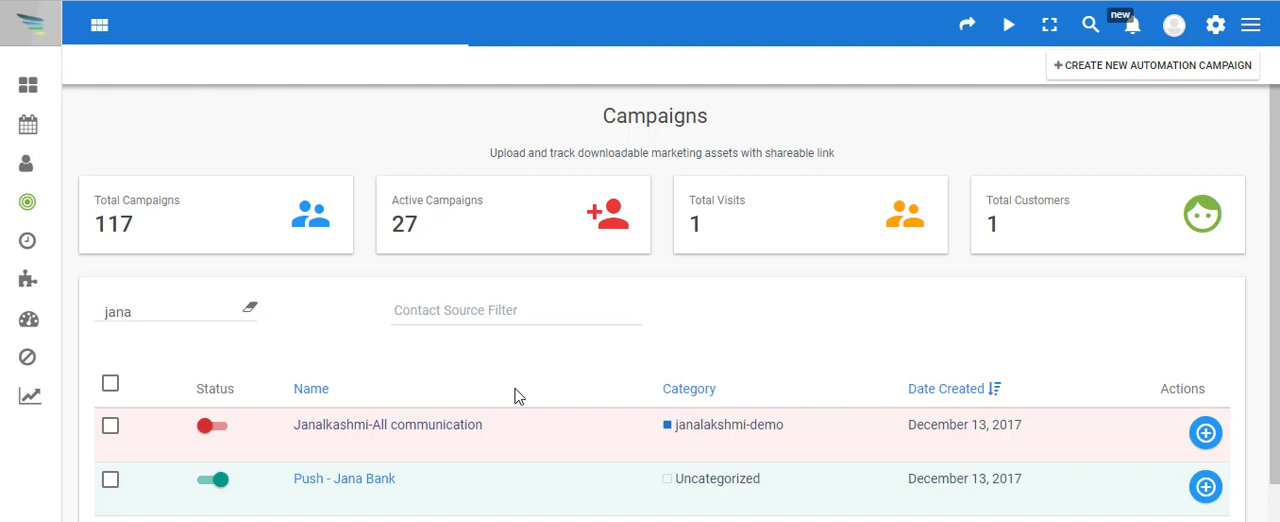 new
+ CREATE NEW AUTOMATION CAMPAIGN
Campaigns
Upload and track downloadable marketing assets with shareable link
Total Campaigns
117
Active Campaigns
27
Total Visits
1
Total Customers
1
jana
Contact Source Filter
Status Name Category Date Created Actions
Janalkashmi-All communication janalakshmi-demo December 13, 2017
Push - Jana Bank Uncategorized December 13, 2017